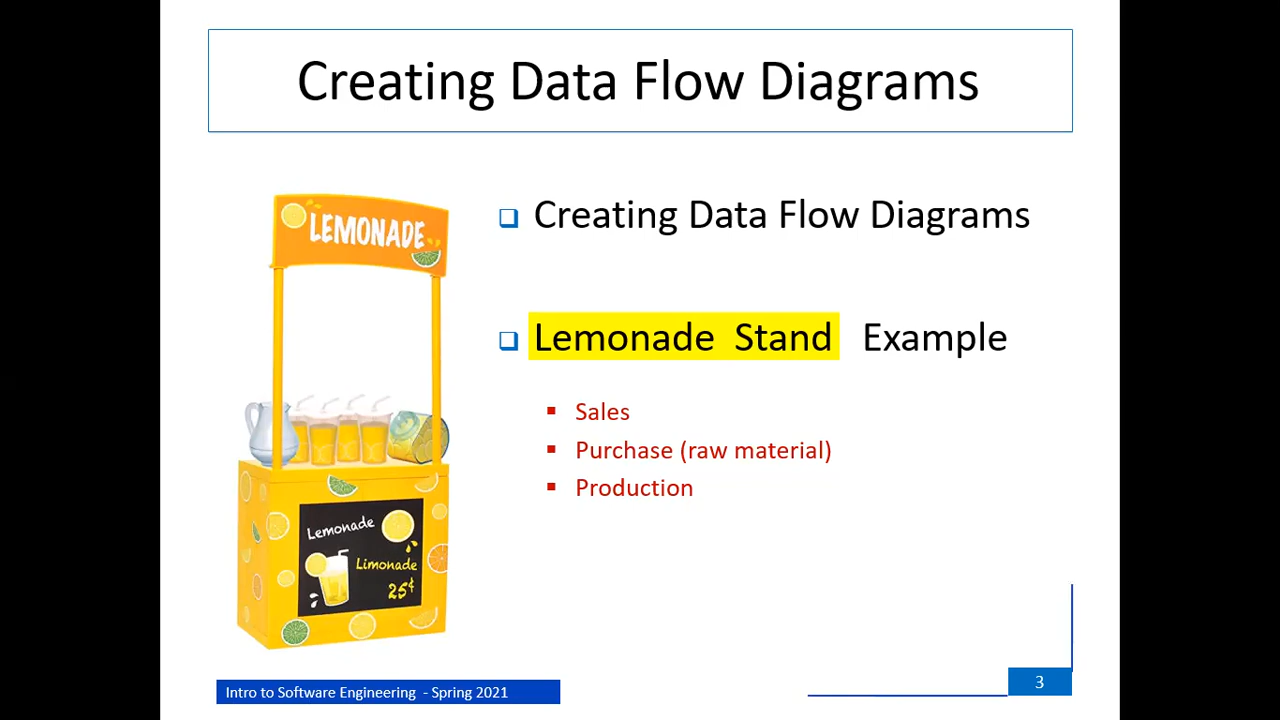 Creating Data Flow Diagrams
LEMONADE
Creating Data Flow Diagrams
Lemonade Stand Example
Sales
Purchase (raw material)
Production
Lemonade
Limonade
25¢
Intro to Software Engineering - Spring 2021
3